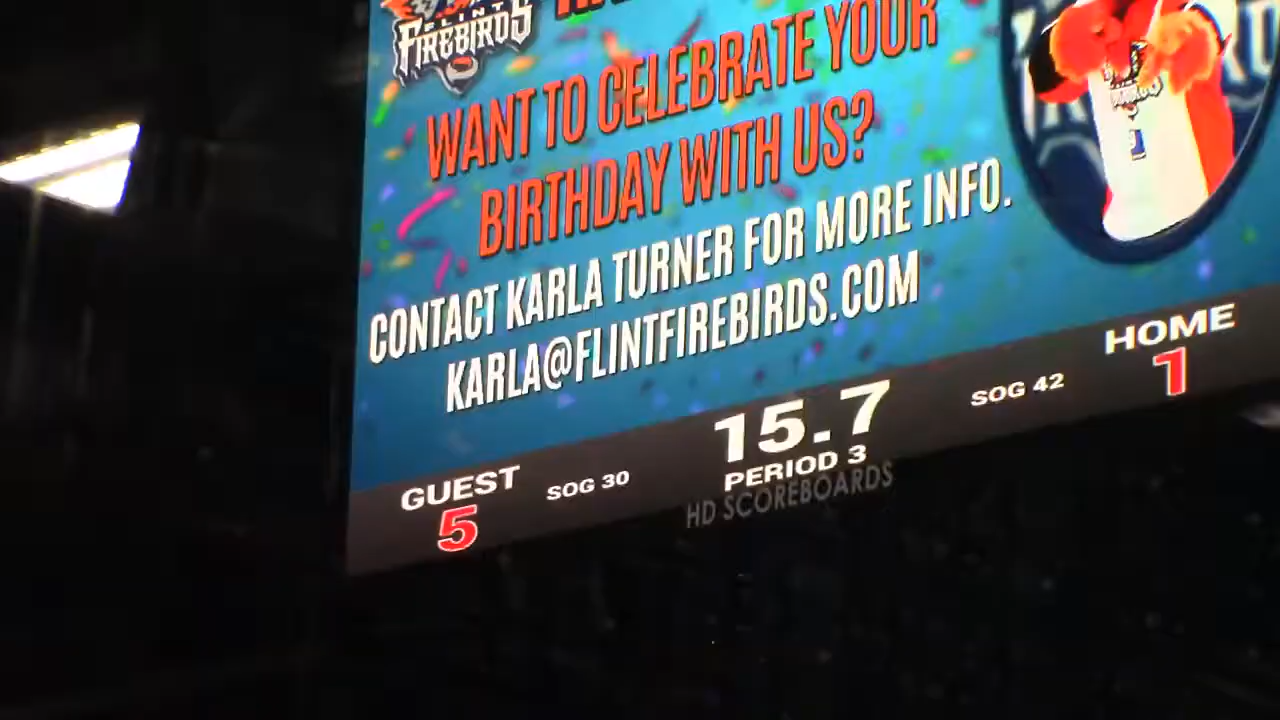 FLINT
FIREBIRDS
WANT TO CELEBRATE YOUR
BIRTHDAY WITH US?
CONTACT KARLA TURNER FOR MORE INFO.
KARLA@FLINTFIREBIRDS.COM
GUEST
5
SOG 30
15.7
PERIOD 3
HD SCOREBOARDS
SOG 42
HOME
1